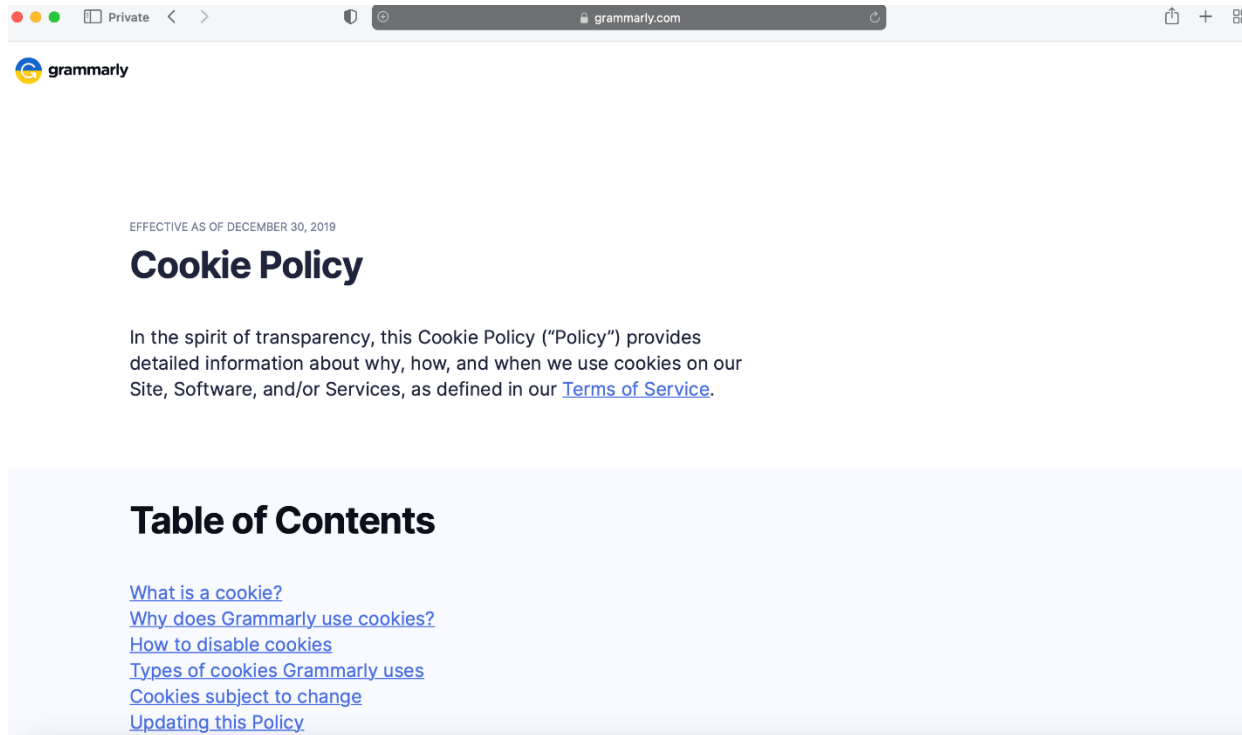 Private
grammarly.com
grammarly
EFFECTIVE AS OF DECEMBER 30, 2019
Cookie Policy
In the spirit of transparency, this Cookie Policy (“Policy”) provides
detailed information about why, how, and when we use cookies on our
Site, Software, and/or Services, as defined in our Terms of Service.
Table of Contents
What is a cookie?
Why does Grammarly use cookies?
How to disable cookies
Types of cookies Grammarly uses
Cookies subject to change
Updating this Policy